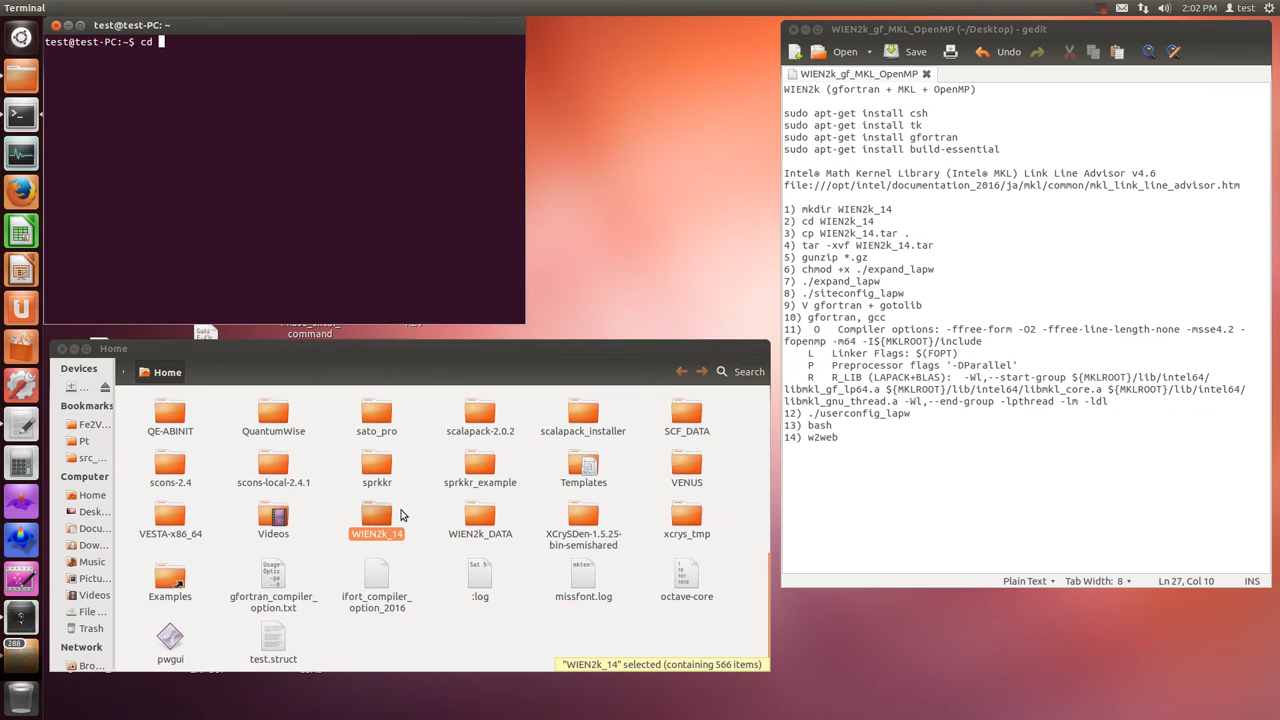 Terminal
2:02 PM
test
test@test-PC: ~
test@test-PC:~$ cd
WIEN2k_gf_MKL_OpenMP (~/Desktop) - gedit
Open
Save
Undo
WIEN2k_gf_MKL_OpenMP
WIEN2k (gfortran + MKL + OpenMP)
sudo apt-get install csh
sudo apt-get install tk
sudo apt-get install gfortran
sudo apt-get install build-essential
Intel® Math Kernel Library (Intel® MKL) Link Line Advisor v4.6
file:///opt/intel/documentation_2016/ja/mkl/common/mkl_link_line_advisor.htm
1) mkdir WIEN2k_14
2) cd WIEN2k_14
3) cp WIEN2k_14.tar .
4) tar -xvf WIEN2k_14.tar
5) gunzip *.gz
6) chmod +x ./expand_lapw
7) ./expand_lapw
8) ./siteconfig_lapw
9) V gfortran + gotolib
10) gfortran, gcc
11) O Compiler options: -ffree-form -O2 -ffree-line-length-none -msse4.2 -
fopenmp -m64 -I${MKLROOT}/include
L Linker Flags: $(FOPT)
P Preprocessor flags '-DParallel'
R R_LIB (LAPACK+BLAS): -Wl,--start-group ${MKLROOT}/lib/intel64/
libmkl_gf_lp64.a ${MKLROOT}/lib/intel64/libmkl_core.a ${MKLROOT}/lib/intel64/
libmkl_gnu_thread.a -Wl,--end-group -lpthread -lm -ldl
12) ./userconfig_lapw
13) bash
14) w2web
Plain Text
Tab Width: 8
Ln 27, Col 10
INS
GaAs
command
Home
Devices
...
Bookmarks
Fe2V...
Pt
src_...
Computer
Home
Desk...
Docu...
Dow...
Music
Pictu...
Videos
File ...
Trash
Network
Bro...
Home
Search
QE-ABINIT
QuantumWise
sato_pro
scalapack-2.0.2
scalapack_installer
SCF_DATA
scons-2.4
scons-local-2.4.1
sprkkr
sprkkr_example
Templates
VENUS
VESTA-x86_64
Videos
WIEN2k_14
WIEN2k_DATA
XCrySDen-1.5.25-
bin-semishared
xcrys_tmp
Examples
gfortran_compiler_
option.txt
ifort_compiler_
option_2016
:log
missfont.log
octave-core
pwgui
test.struct
"WIEN2k_14" selected (containing 566 items)
288